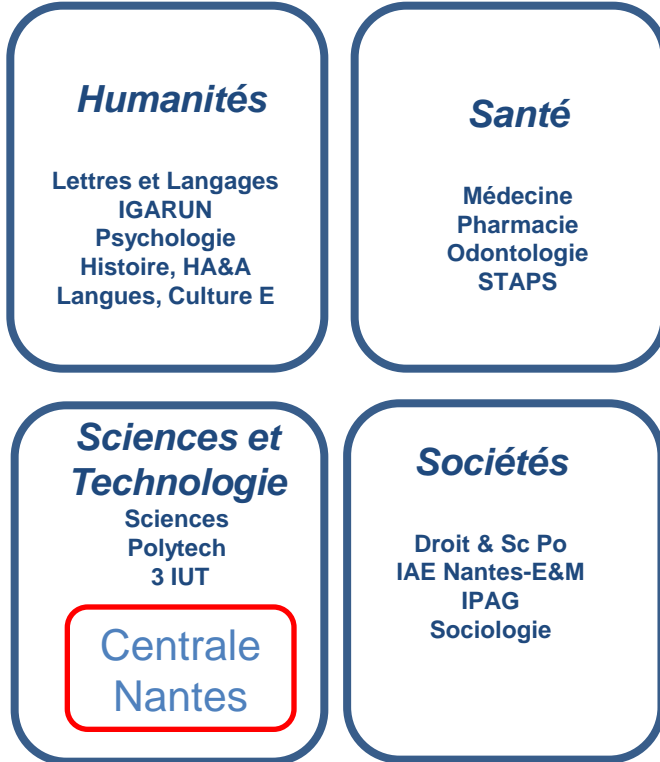 Humanités
Lettres et Langages
IGARUN
Psychologie
Histoire, HA&A
Langues, Culture E
Santé
Médecine
Pharmacie
Odontologie
STAPS
Sciences et
Technologie
Sciences
Polytech
3 IUT
Centrale
Nantes
Sociétés
Droit & Sc Po
IAE Nantes-E&M
IPAG
Sociologie